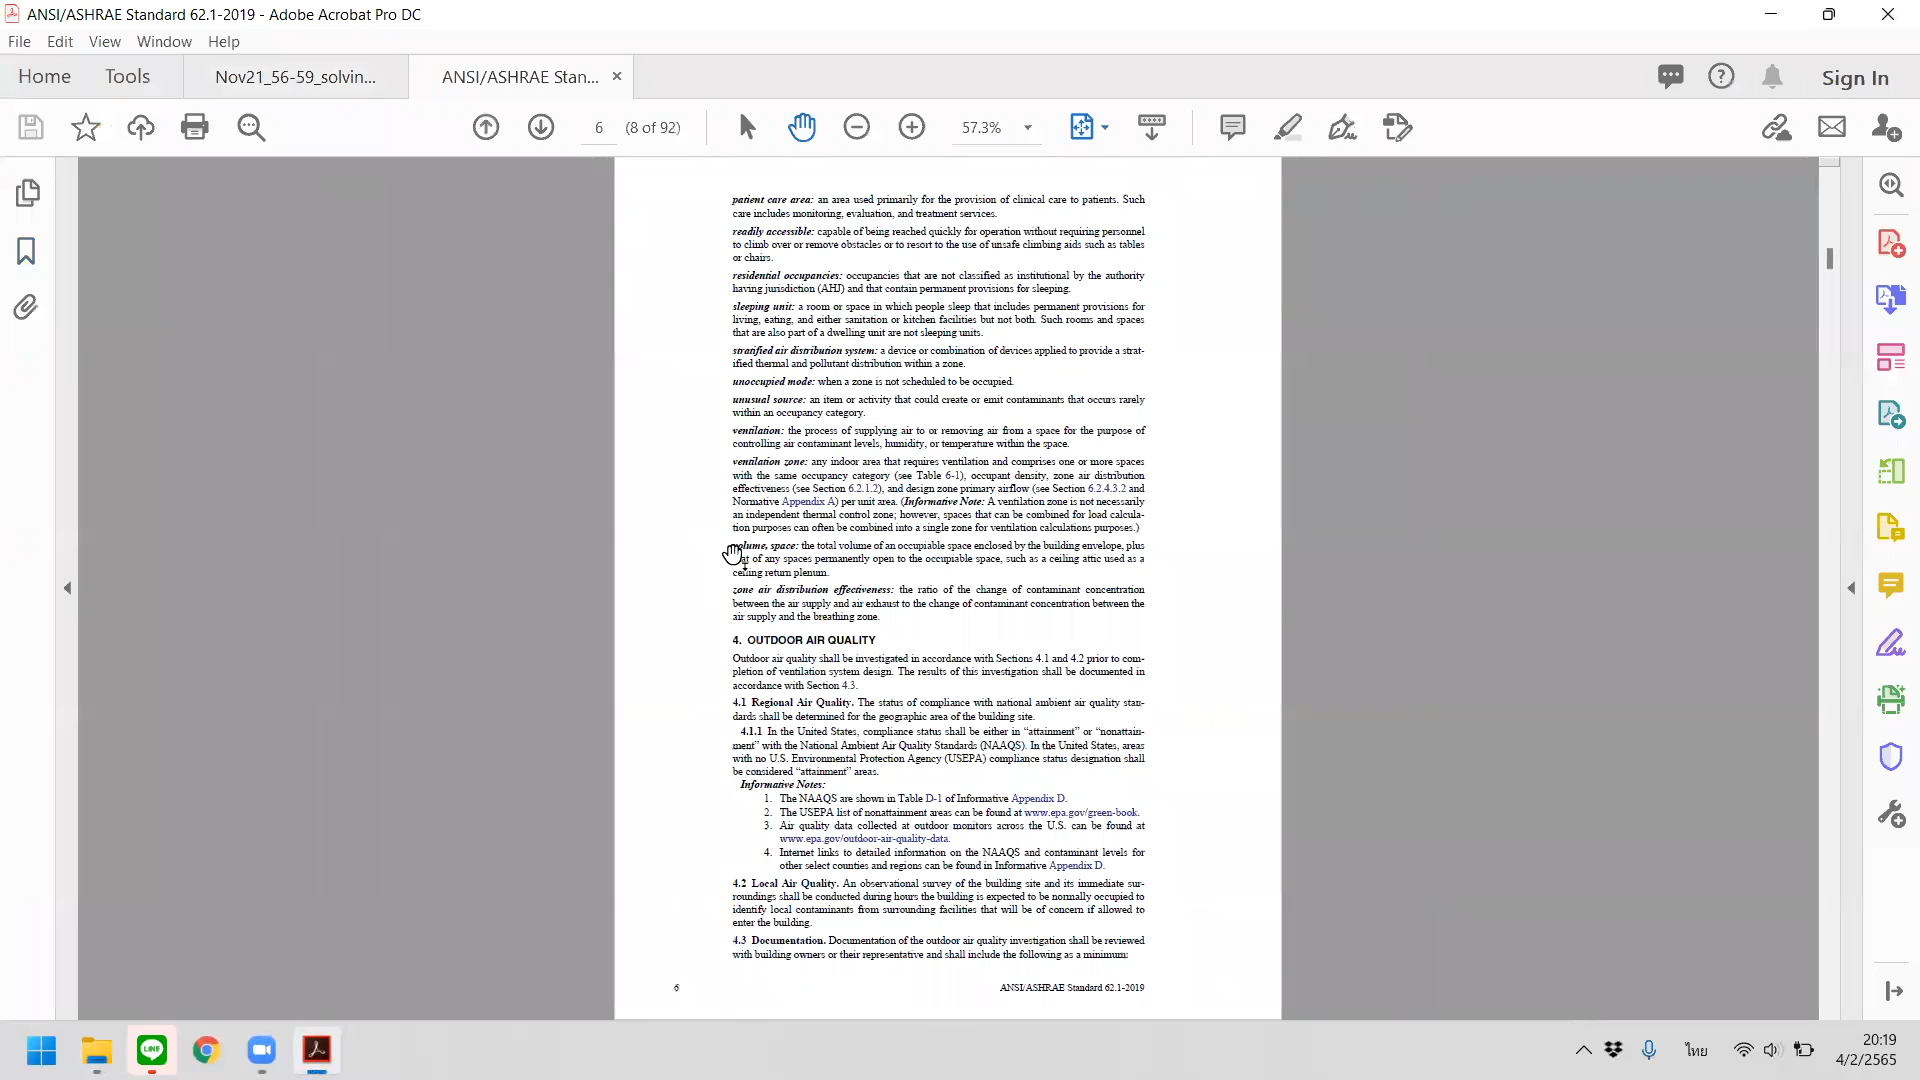 ANSI/ASHRAE Standard 62.1-2019 - Adobe Acrobat Pro DC
File Edit View Window Help
Home Tools Nov21_56-59_solvin... ANSI/ASHRAE Stan... × Sign In
6 (8 of 92) 57.3%
patient care area: an area used primarily for the provision of clinical care to patients. Such
care includes monitoring, evaluation, and treatment services.
readily accessible: capable of being reached quickly for operation without requiring personnel
to climb over or remove obstacles or to resort to the use of unsafe climbing aids such as tables
or chairs.
residential occupancies: occupancies that are not classified as institutional by the authority
having jurisdiction (AHJ) and that contain permanent provisions for sleeping.
sleeping unit: a room or space in which people sleep that includes permanent provisions for
living, eating, and either sanitation or kitchen facilities but not both. Such rooms and spaces
that are also part of a dwelling unit are not sleeping units.
stratified air distribution system: a device or combination of devices applied to provide a strat-
ified thermal and pollutant distribution within a zone.
unoccupied mode: when a zone is not scheduled to be occupied.
unusual source: an item or activity that could create or emit contaminants that occurs rarely
within an occupancy category.
ventilation: the process of supplying air to or removing air from a space for the purpose of
controlling air contaminant levels, humidity, or temperature within the space.
ventilation zone: any indoor area that requires ventilation and comprises one or more spaces
with the same occupancy category (see Table 6-1), occupant density, zone air distribution
effectiveness (see Section 6.2.1.2), and design zone primary airflow (see Section 6.2.4.3.2 and
Normative Appendix A) per unit area. (Informative Note: A ventilation zone is not necessarily
an independent thermal control zone; however, spaces that can be combined for load calcula-
tion purposes can often be combined into a single zone for ventilation calculations purposes.)
volume, space: the total volume of an occupiable space enclosed by the building envelope, plus
that of any spaces permanently open to the occupiable space, such as a ceiling attic used as a
ceiling return plenum.
zone air distribution effectiveness: the ratio of the change of contaminant concentration
between the air supply and air exhaust to the change of contaminant concentration between the
air supply and the breathing zone.
4. OUTDOOR AIR QUALITY
Outdoor air quality shall be investigated in accordance with Sections 4.1 and 4.2 prior to com-
pletion of ventilation system design. The results of this investigation shall be documented in
accordance with Section 4.3.
4.1 Regional Air Quality. The status of compliance with national ambient air quality stan-
dards shall be determined for the geographic area of the building site.
4.1.1 In the United States, compliance status shall be either in “attainment” or “nonattain-
ment” with the National Ambient Air Quality Standards (NAAQS). In the United States, areas
with no U.S. Environmental Protection Agency (USEPA) compliance status designation shall
be considered “attainment” areas.
Informative Notes:
1. The NAAQS are shown in Table D-1 of Informative Appendix D.
2. The USEPA list of nonattainment areas can be found at www.epa.gov/green-book.
3. Air quality data collected at outdoor monitors across the U.S. can be found at
www.epa.gov/outdoor-air-quality-data.
4. Internet links to detailed information on the NAAQS and contaminant levels for
other select counties and regions can be found in Informative Appendix D.
4.2 Local Air Quality. An observational survey of the building site and its immediate sur-
roundings shall be conducted during hours the building is expected to be normally occupied to
identify local contaminants from surrounding facilities that will be of concern if allowed to
enter the building.
4.3 Documentation. Documentation of the outdoor air quality investigation shall be reviewed
with building owners or their representative and shall include the following as a minimum:
6 ANSI/ASHRAE Standard 62.1-2019
LINE ไทย 20:19
4/2/2565